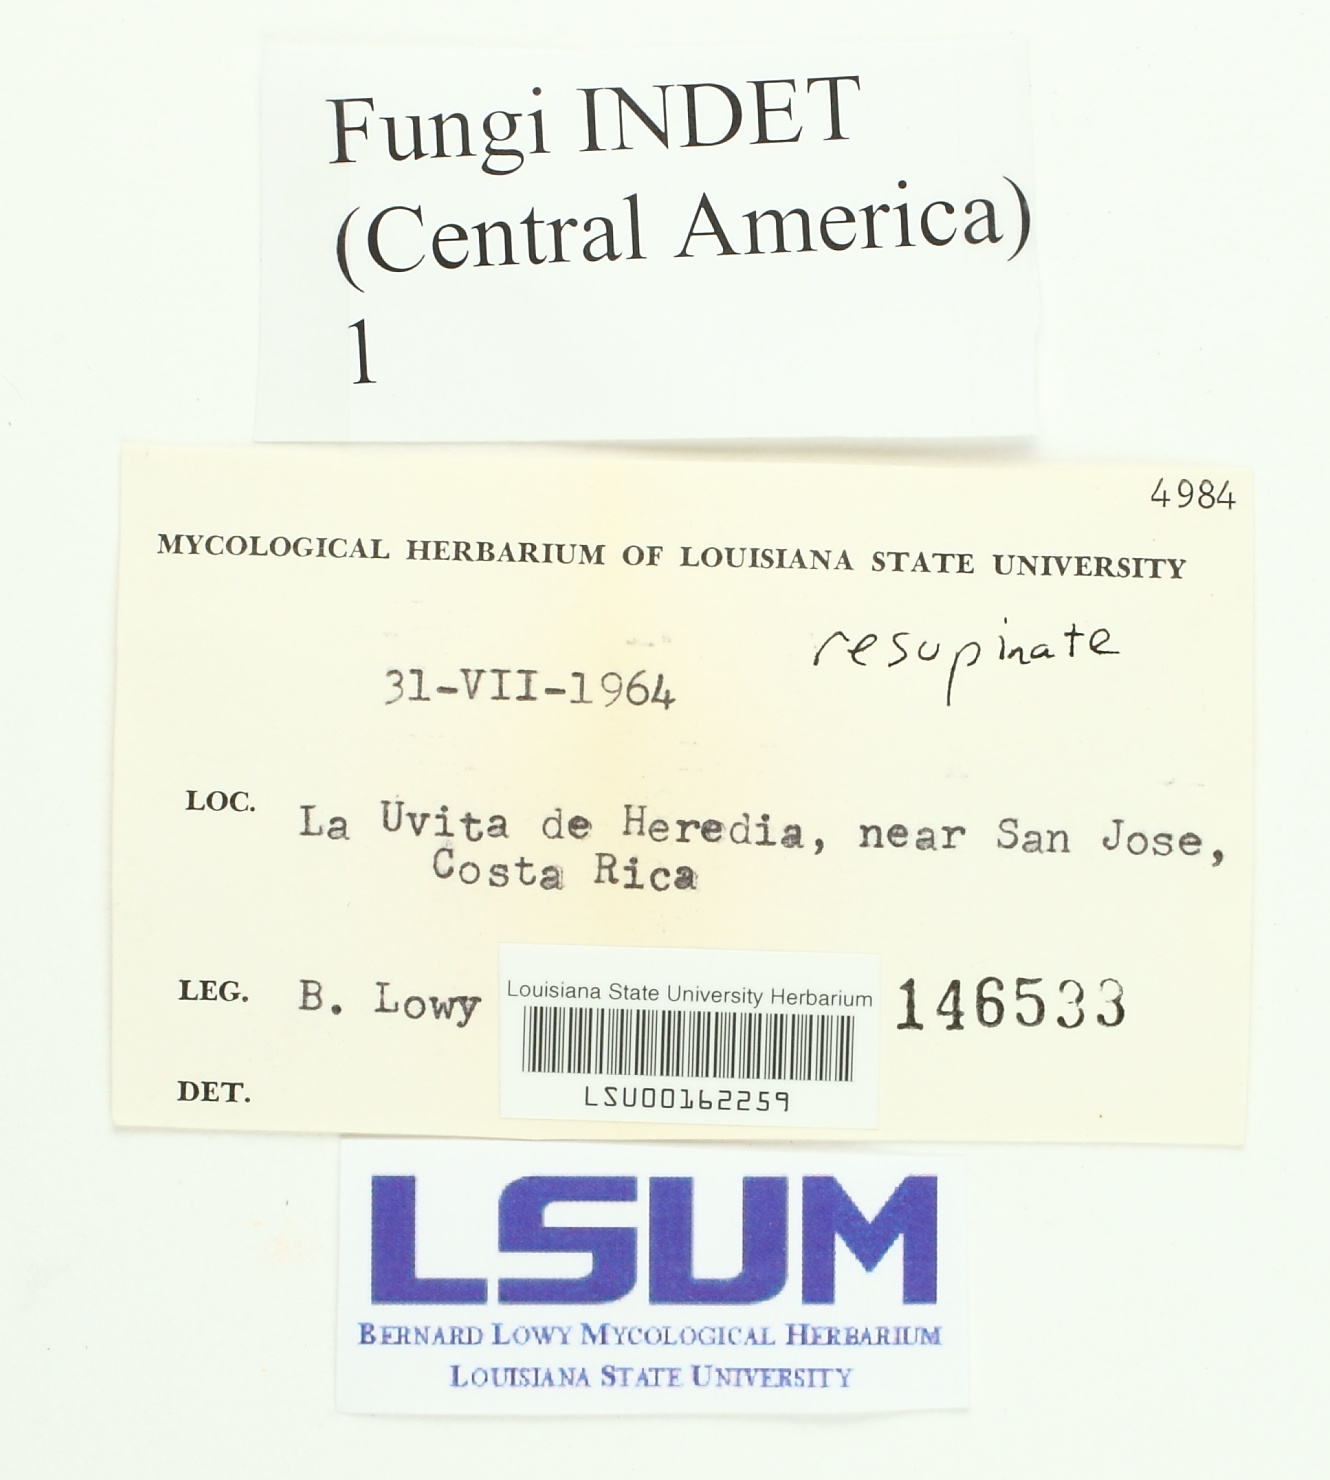 Fungi INDET
(Central America)
1
4984
MYCOLOGICAL HERBARIUM OF LOUISIANA STATE UNIVERSITY
resupinate
31-VII-1964
LOC. La Uvita de Heredia, near San Jose,
Costa Rica
LEG. B. Lowy
Louisiana State University Herbarium
146533
LSU00162259
DET.
LSUM
BERNARD LOWY MYCOLOGICAL HERBARIUM
LOUISIANA STATE UNIVERSITY